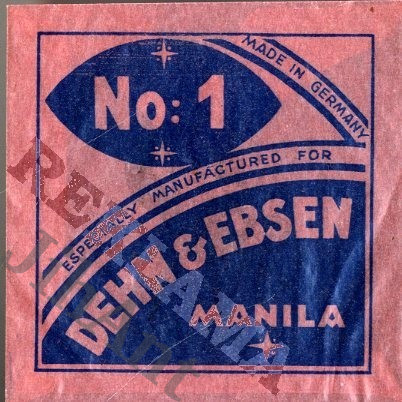 No: 1
MADE IN GERMANY
ESPECIALLY MANUFACTURED FOR
DEHN & EBSEN
MANILA